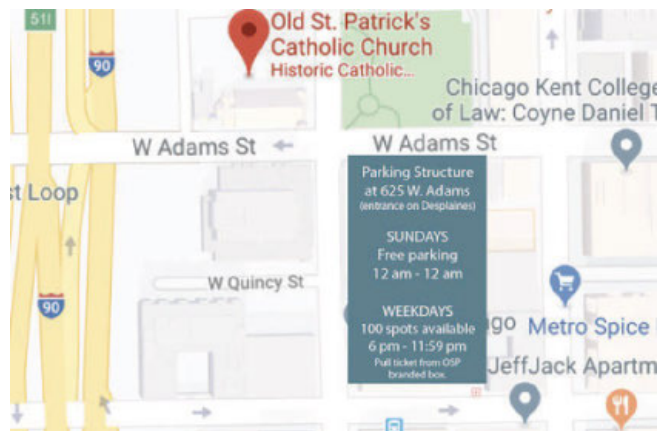 51I
90
Old St. Patrick's
Catholic Church
Historic Catholic...
Chicago Kent College
of Law: Coyne Daniel T
W Adams St
W Adams St
Parking Structure
at 625 W. Adams
(entrance on Desplaines)
st Loop
SUNDAYS
Free parking
12 am - 12 am
W Quincy St
90
WEEKDAYS
100 spots available
6 pm - 11:59 pm
Pull ticket from OSP
branded box.
go
Metro Spice
JeffJack Apartm